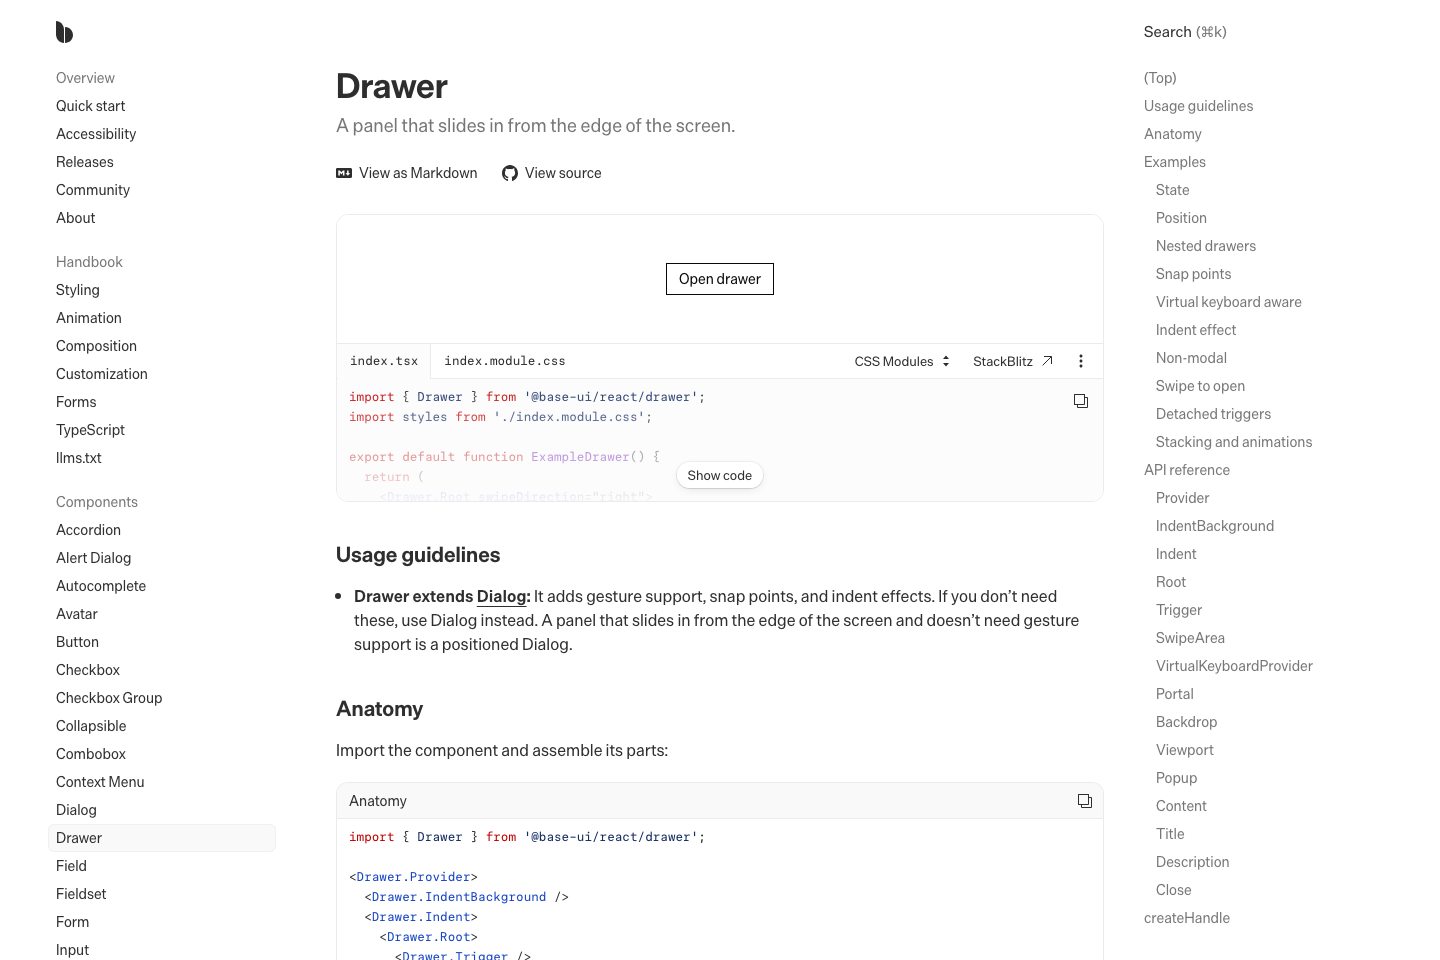 Overview
Quick start
Accessibility
Releases
Community
About
Handbook
Styling
Animation
Composition
Customization
Forms
TypeScript
llms.txt
Components
Accordion
Alert Dialog
Autocomplete
Avatar
Button
Checkbox
Checkbox Group
Collapsible
Combobox
Context Menu
Dialog
Drawer
Field
Fieldset
Form
Input
Drawer
A panel that slides in from the edge of the screen.
View as Markdown View source
Open drawer
index.tsx index.module.css CSS Modules StackBlitz
import { Drawer } from '@base-ui/react/drawer';
import styles from './index.module.css';
export default function ExampleDrawer() {
return (
<Drawer.Root swipeDirection="right">
Show code
Usage guidelines
Drawer extends Dialog: It adds gesture support, snap points, and indent effects. If you don’t need
these, use Dialog instead. A panel that slides in from the edge of the screen and doesn’t need gesture
support is a positioned Dialog.
Anatomy
Import the component and assemble its parts:
Anatomy
import { Drawer } from '@base-ui/react/drawer';
<Drawer.Provider>
<Drawer.IndentBackground />
<Drawer.Indent>
<Drawer.Root>
<Drawer.Trigger />
Search (⌘k)
(Top)
Usage guidelines
Anatomy
Examples
State
Position
Nested drawers
Snap points
Virtual keyboard aware
Indent effect
Non-modal
Swipe to open
Detached triggers
Stacking and animations
API reference
Provider
IndentBackground
Indent
Root
Trigger
SwipeArea
VirtualKeyboardProvider
Portal
Backdrop
Viewport
Popup
Content
Title
Description
Close
createHandle